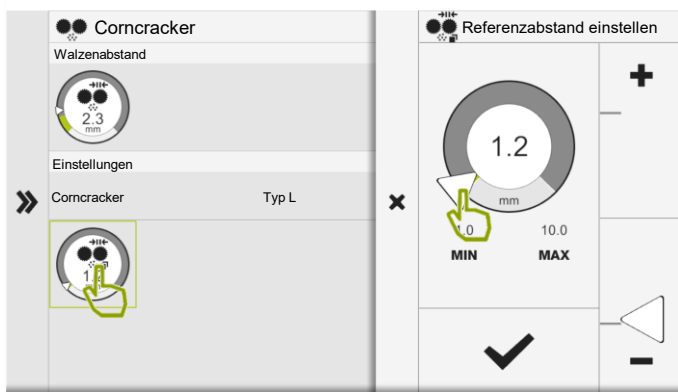 Corncracker
Walzenabstand
2.3
mm
Einstellungen
Corncracker Typ L
Referenzabstand einstellen
1.2
mm
10.0
MIN MAX